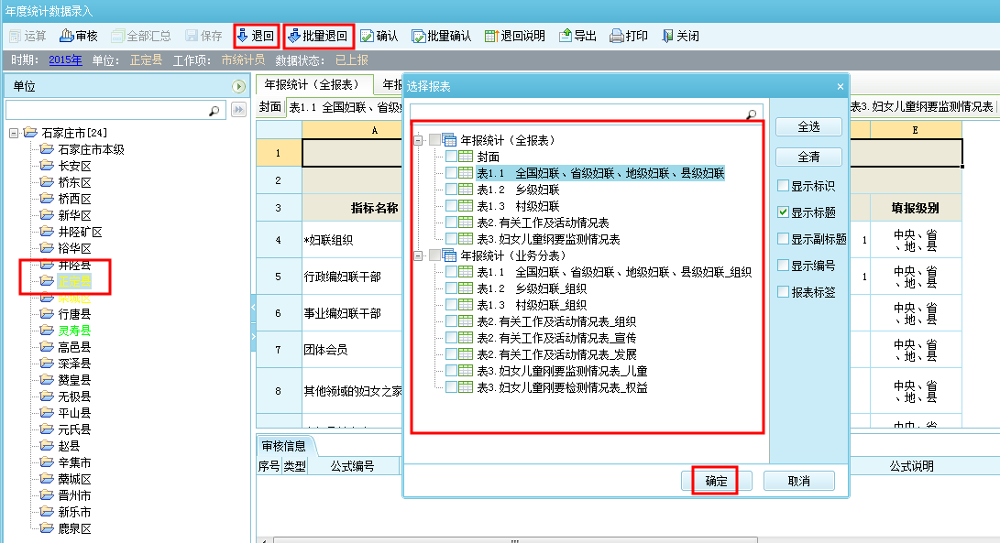 年度统计数据录入
运算 审核 全部汇总 保存 退回 批量退回 确认 批量确认 退回说明 导出 打印 关闭
时期： 2015年 单位： 正定县 工作项： 市统计员 数据状态： 已上报
单位
石家庄市[24]
石家庄市本级
长安区
桥东区
桥西区
新华区
井陉矿区
裕华区
井陉县
正定县
行唐县
灵寿县
高邑县
深泽县
赞皇县
无极县
平山县
元氏县
赵县
辛集市
藁城区
晋州市
新乐市
鹿泉区
年报统计（全报表） 年报
封面 表1.1 全国妇联、省级
表3.妇女儿童纲要监测情况表
A E
1
2
3 指标名称 填报级别
4 *妇联组织 1 中央、省、地、县
5 行政编妇联干部 1 中央、省、地、县
6 事业编妇联干部 中央、省、地、县
7 团体会员 中央、省、地、县
8 其他领域的妇女之家 中央、省、地、县
中央、省
审核信息
序号 类型 公式编号 公式说明
选择报表
年报统计（全报表）
封面
表1.1 全国妇联、省级妇联、地级妇联、县级妇联
表1.2 乡级妇联
表1.3 村级妇联
表2.有关工作及活动情况表
表3.妇女儿童纲要监测情况表
年报统计（业务分表）
表1.1 全国妇联、省级妇联、地级妇联、县级妇联_组织
表1.2 乡级妇联_组织
表1.3 村级妇联_组织
表2.有关工作及活动情况表_组织
表2.有关工作及活动情况表_宣传
表2.有关工作及活动情况表_发展
表3.妇女儿童刚要监测情况表_儿童
表3.妇女儿童刚要检测情况表_权益
全选
全清
显示标识
显示标题
显示副标题
显示编号
报表标签
确定 取消